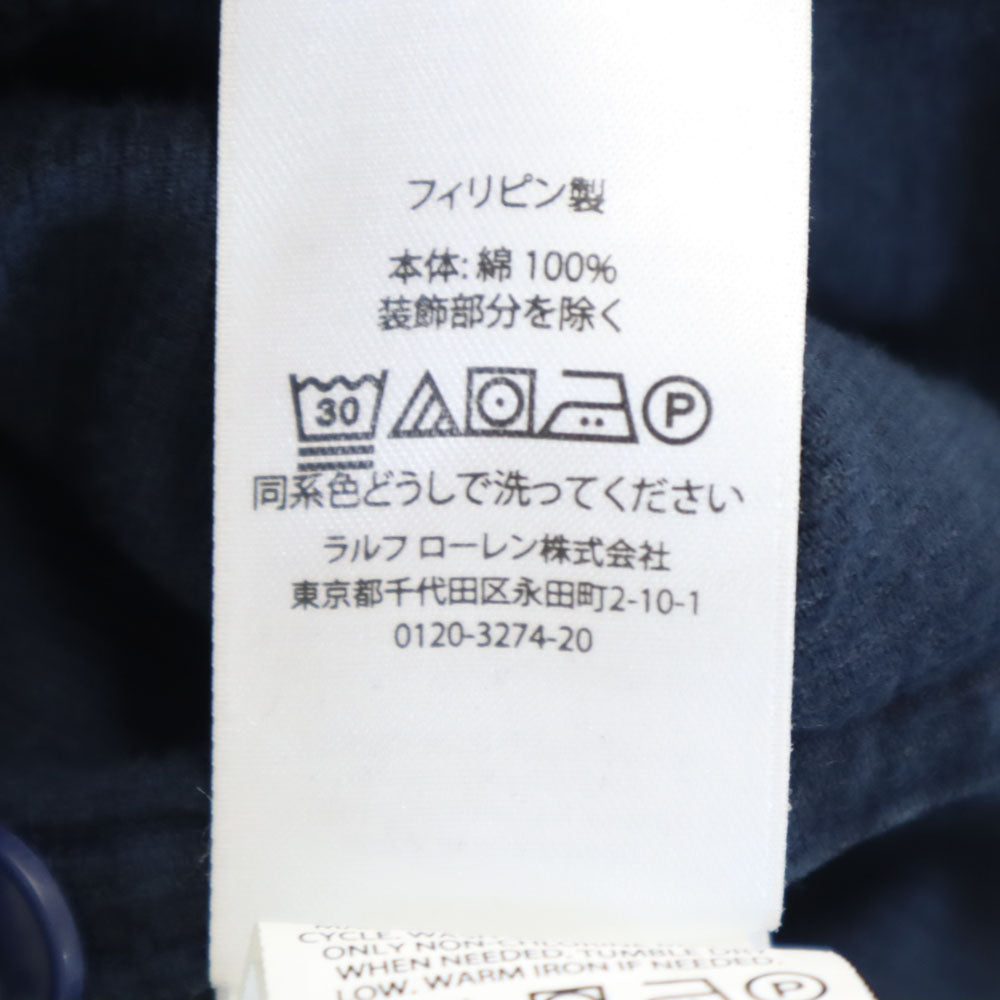 フィリピン製
本体: 綿 100%
装飾部分を除く
30 P
同系色どうしで洗ってください
ラルフ ローレン株式会社
東京都千代田区永田町2-10-1
0120-3274-20
ONLY NON-CHLORINE
WHEN NEEDED. TUMBLE
LOW. WARM IRON IF NEEDED.
P